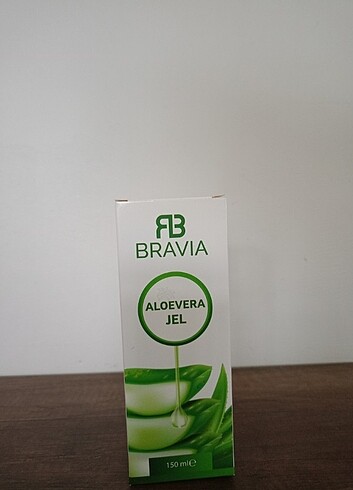 RB
BRAVIA
ALOEVERA
JEL
150 ml ℮